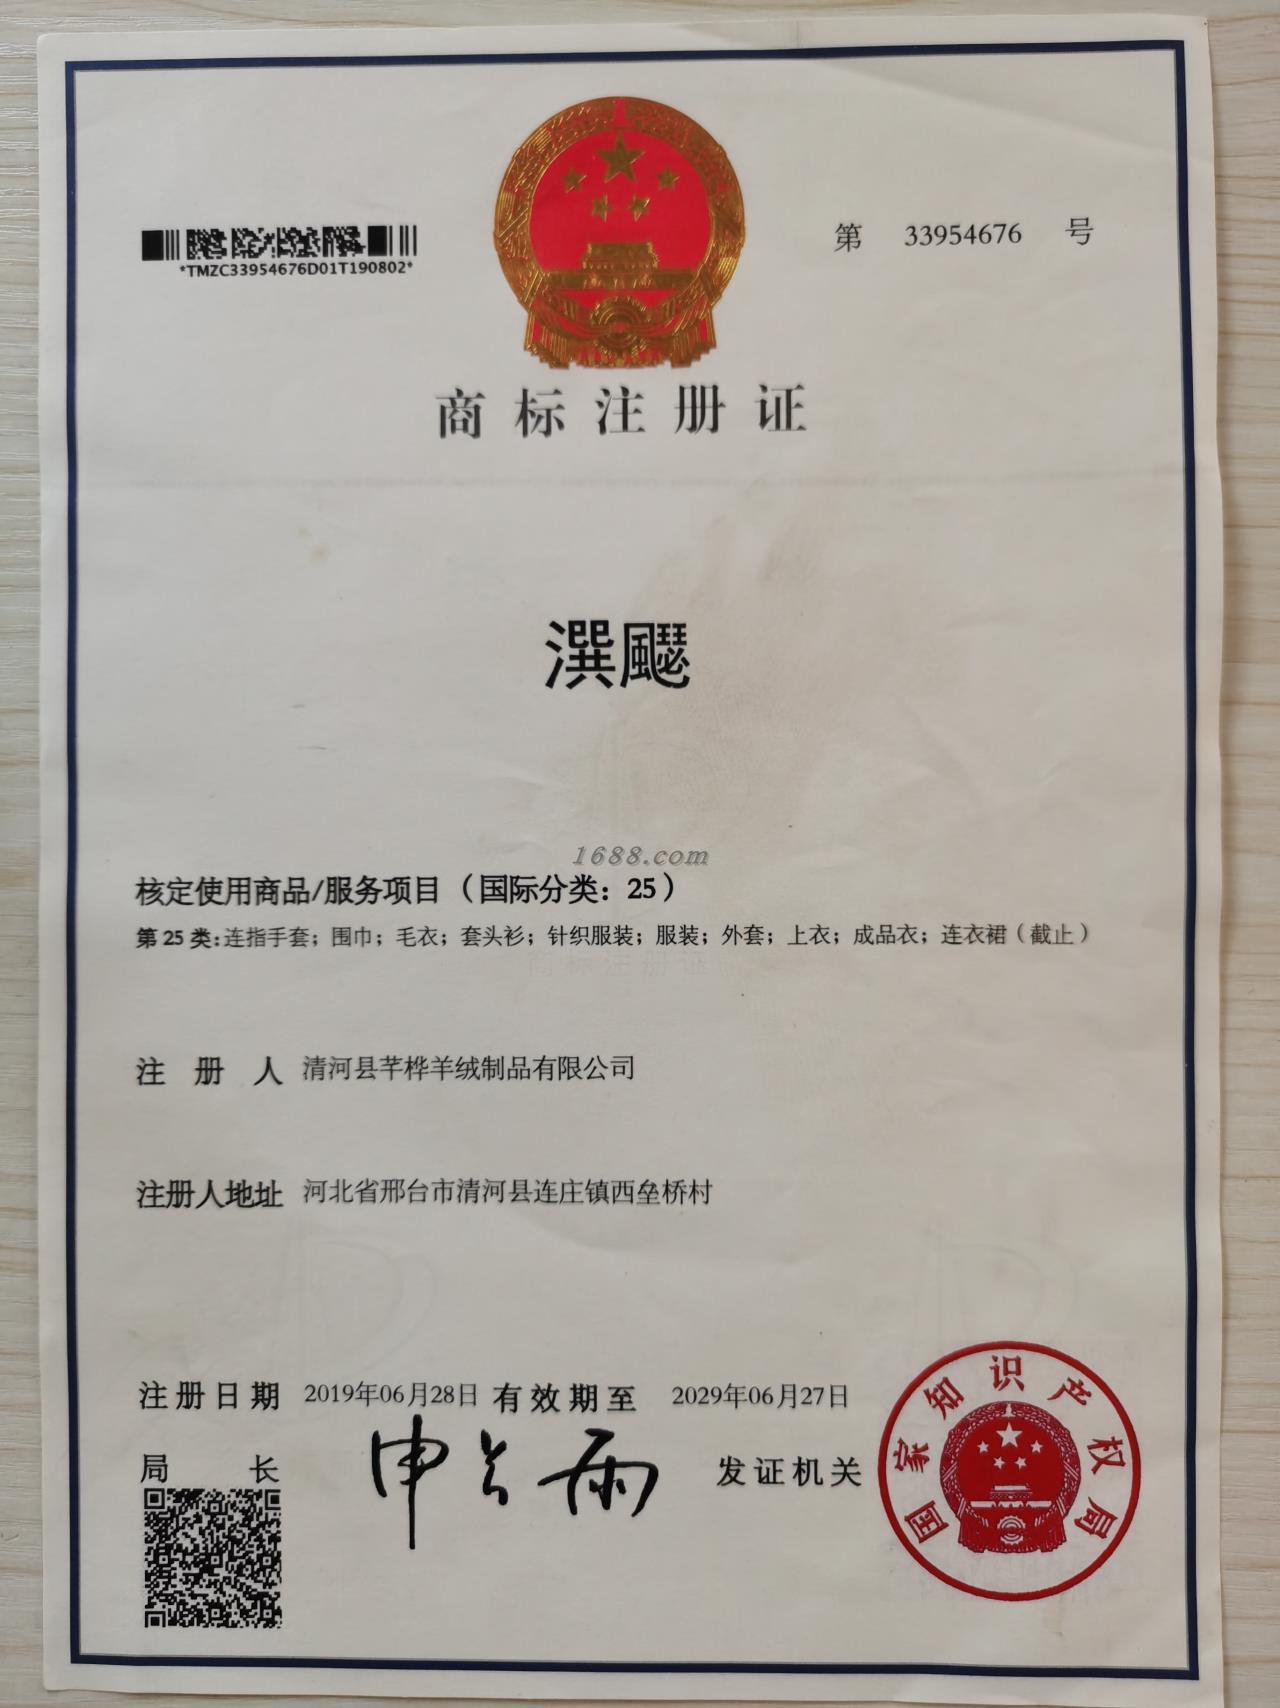 *TMZC33954676D01T190802*
第 33954676 号
商标注册证
潠飋
1688.com
核定使用商品/服务项目（国际分类：25）
第25类:连指手套；围巾；毛衣；套头衫；针织服装；服装；外套；上衣；成品衣；连衣裙（截止）
商标注册证
注册人 清河县芊桦羊绒制品有限公司
注册人地址 河北省邢台市清河县连庄镇西垒桥村
注册日期 2019年06月28日 有效期至 2029年06月27日
局长 申长雨 发证机关
国家知识产权局